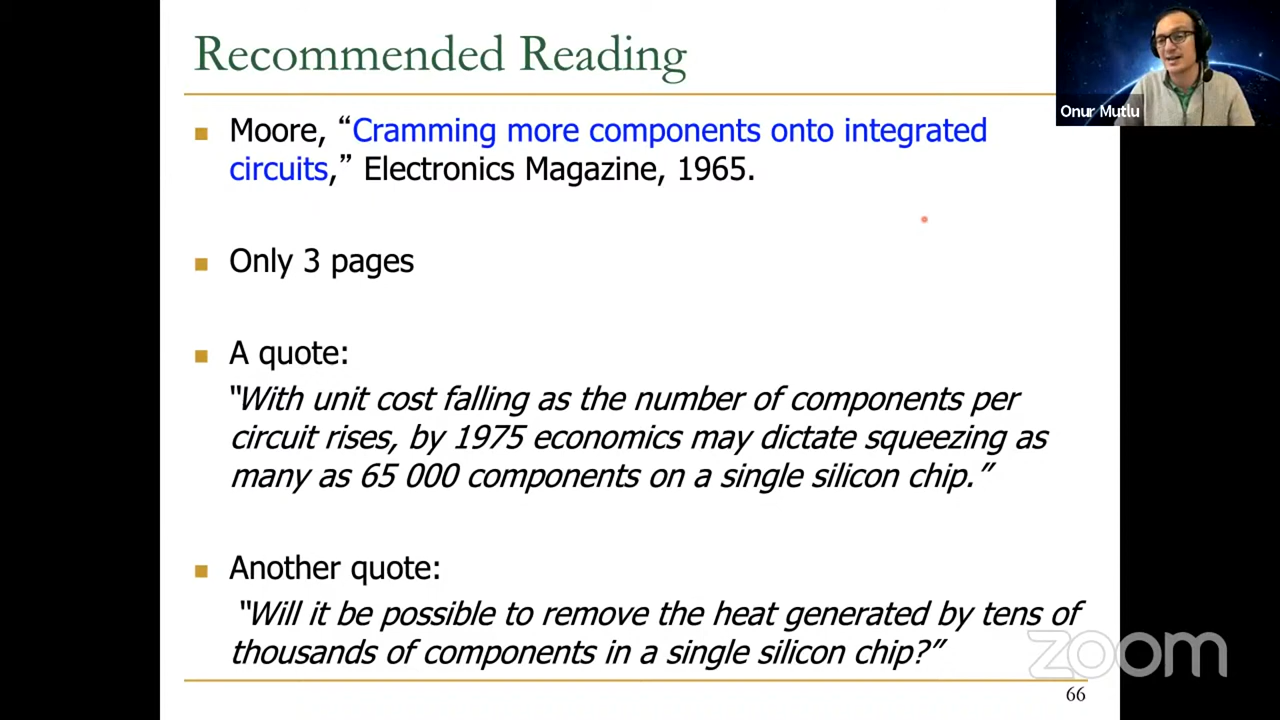 Recommended Reading
Onur Mutlu
■ Moore, “Cramming more components onto integrated
circuits,” Electronics Magazine, 1965.
■ Only 3 pages
■ A quote:
“With unit cost falling as the number of components per
circuit rises, by 1975 economics may dictate squeezing as
many as 65 000 components on a single silicon chip.”
■ Another quote:
“Will it be possible to remove the heat generated by tens of
thousands of components in a single silicon chip?”
zoom
66